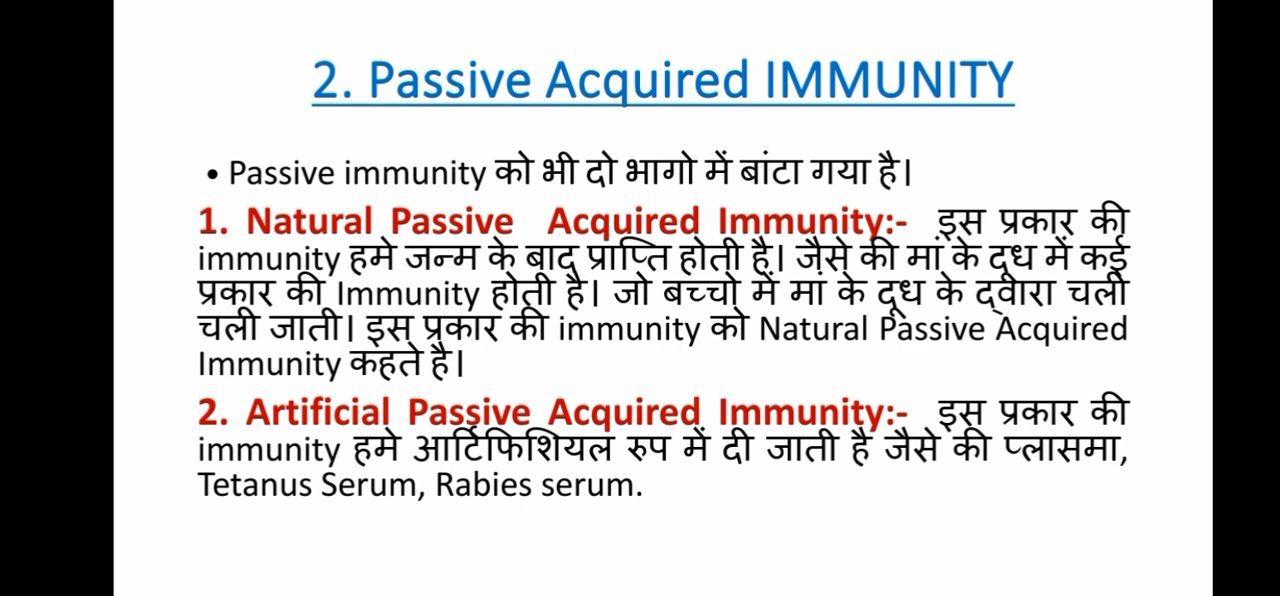 2. Passive Acquired IMMUNITY
• Passive immunity को भी दो भागो में बांटा गया है।
1. Natural Passive Acquired Immunity:- इस प्रकार की
immunity हमे जन्म के बाद प्राप्ति होती है। जैसे की मां के दूध में कई
प्रकार की Immunity होती है। जो बच्चो में मां के दूध के द्वारा चली
चली जाती। इस प्रकार की immunity को Natural Passive Acquired
Immunity कहते है।
2. Artificial Passive Acquired Immunity:- इस प्रकार की
immunity हमे आर्टिफिशियल रुप में दी जाती है जैसे की प्लासमा,
Tetanus Serum, Rabies serum.